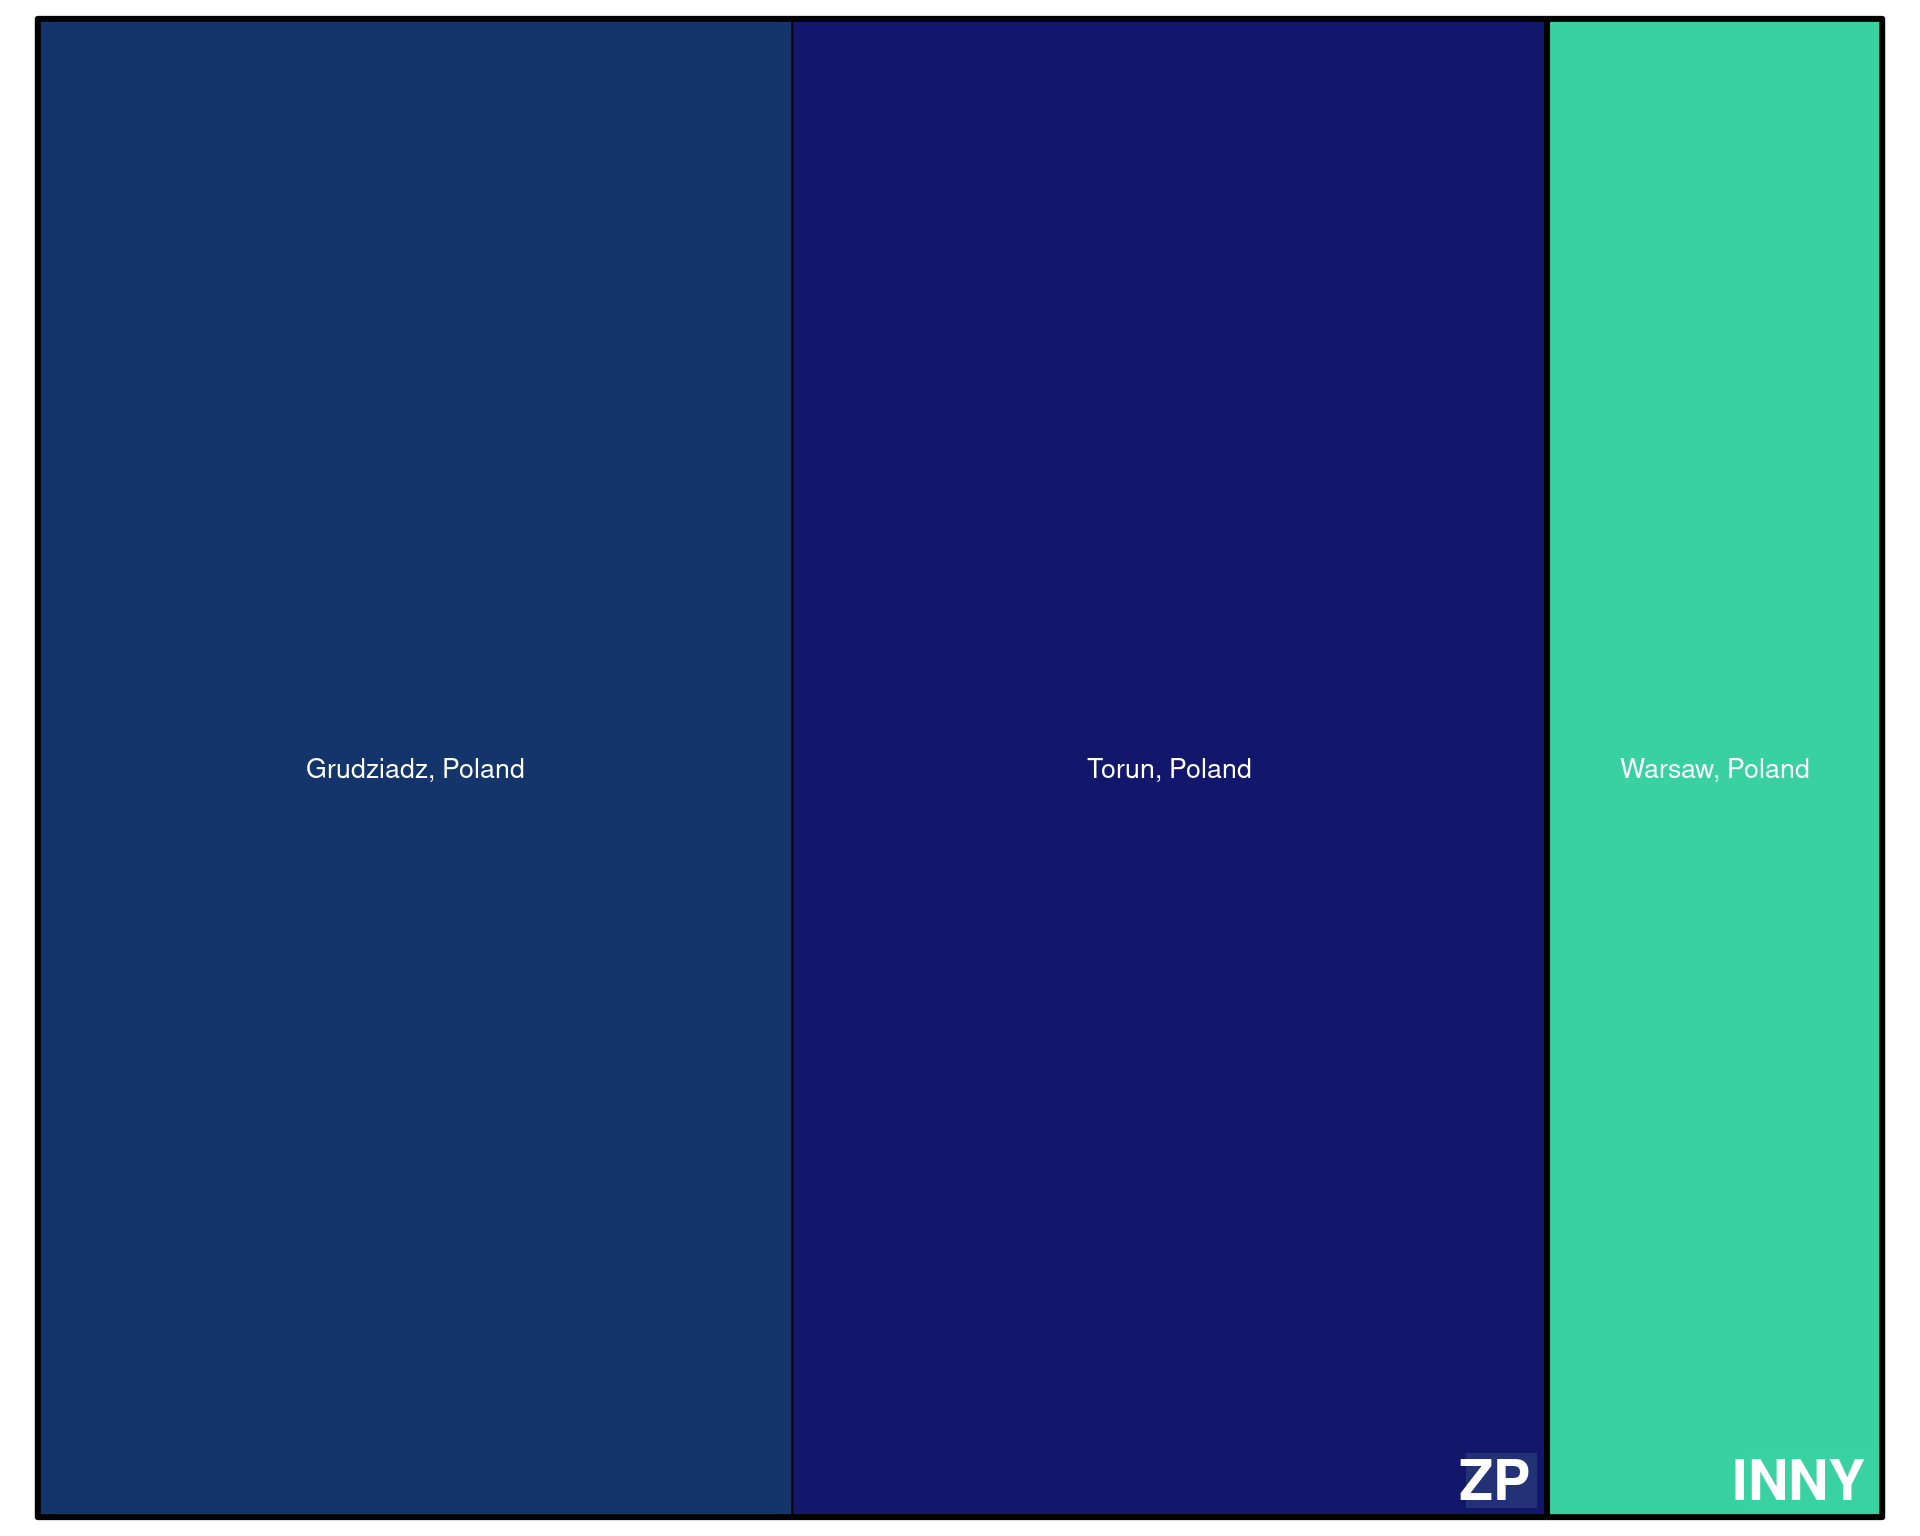 Grudziadz, Poland
Torun, Poland
Warsaw, Poland
ZP
INNY